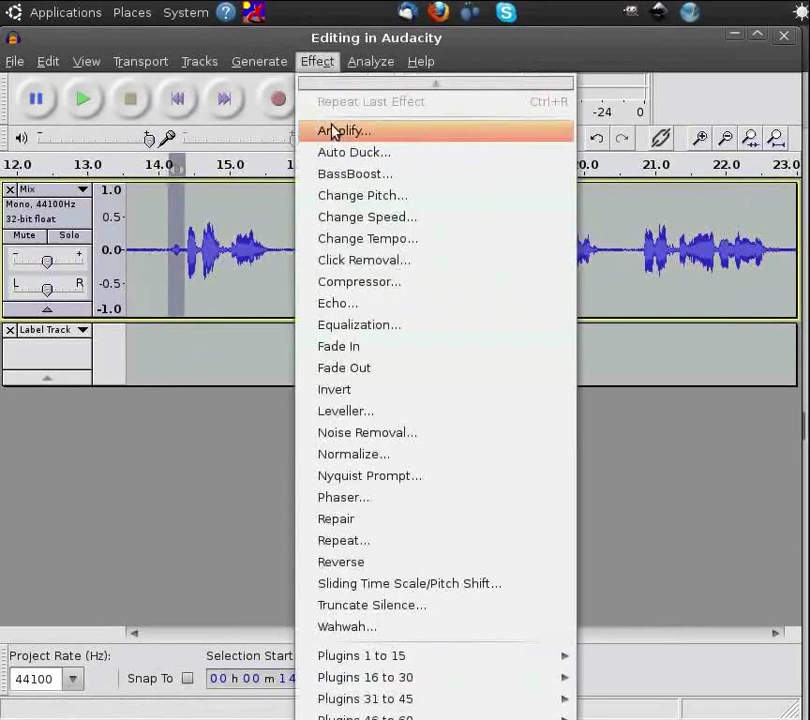 Applications Places System
Editing in Audacity
File Edit View Transport Tracks Generate Effect Analyze Help
Repeat Last Effect Ctrl+R
-24 0
Amplify...
Auto Duck...
12.0 13.0 14.0 15.0 20.0 21.0 22.0 23.0
BassBoost...
Mix
1.0
Change Pitch...
Mono, 44100Hz
32-bit float
0.5
Change Speed...
Mute Solo
Change Tempo...
0.0
- +
Click Removal...
L R
-0.5
Compressor...
Echo...
-1.0
Equalization...
Label Track
Fade In
Fade Out
Invert
Leveller...
Noise Removal...
Normalize...
Nyquist Prompt...
Phaser...
Repair
Repeat...
Reverse
Sliding Time Scale/Pitch Shift...
Truncate Silence...
Wahwah...
Project Rate (Hz):
Selection Start
Plugins 1 to 15
44100
Snap To
00 h 00 m 14
Plugins 16 to 30
Plugins 31 to 45
Plugins 46 to 60